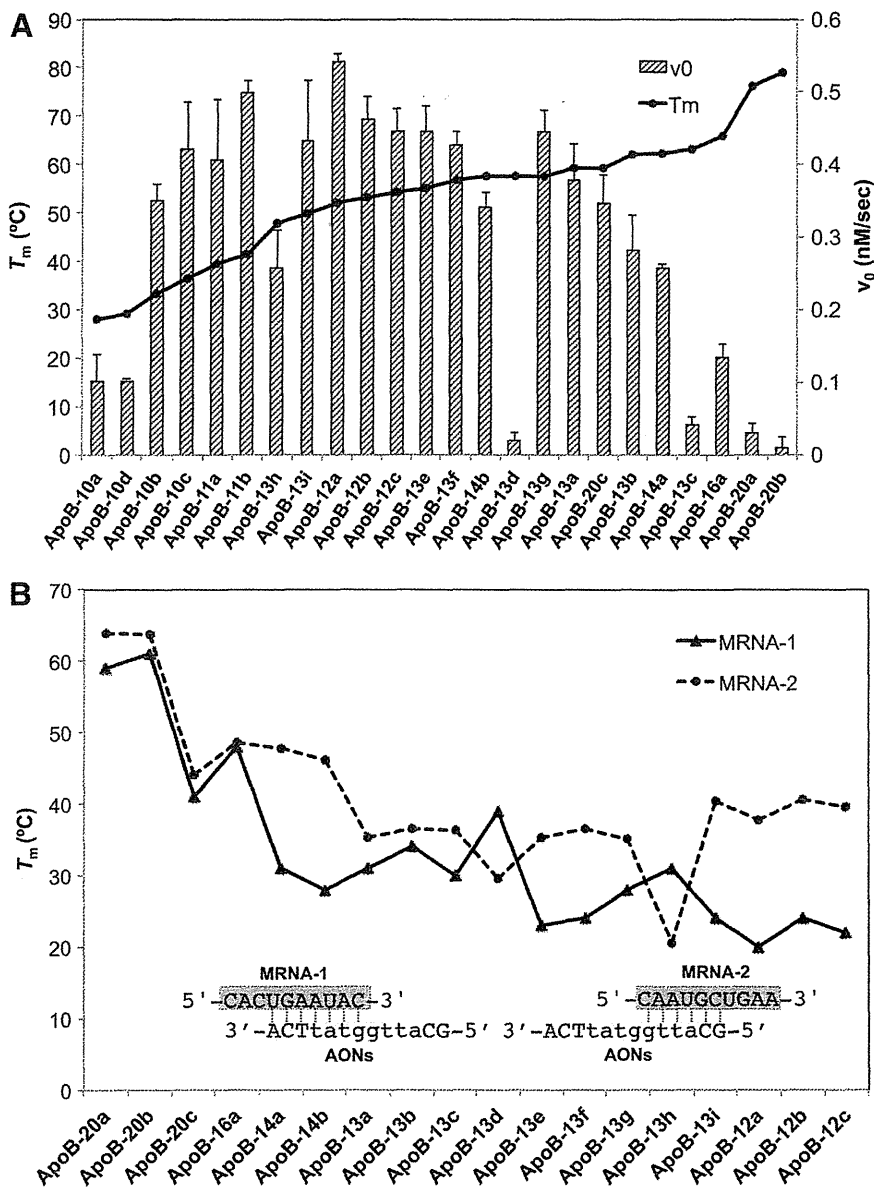 A
90
80
70
60
50
40
30
20
10
0
Tm (ºC)
0.6
0.5
0.4
0.3
0.2
0.1
0
v0 (nM/sec)
v0
Tm
ApoB-10a
ApoB-10d
ApoB-10b
ApoB-10c
ApoB-11a
ApoB-11b
ApoB-13h
ApoB-13i
ApoB-12a
ApoB-12b
ApoB-12c
ApoB-13e
ApoB-13f
ApoB-14b
ApoB-13d
ApoB-13g
ApoB-13a
ApoB-20c
ApoB-13b
ApoB-14a
ApoB-13c
ApoB-16a
ApoB-20a
ApoB-20b
B
70
60
50
40
30
20
10
0
Tm (ºC)
MRNA-1
MRNA-2
MRNA-1
5'-CACUGAAUAC-3'
3'-ACTtatggttaCG-5'
AONs
MRNA-2
5'-CAAUGCUGAA-3'
3'-ACTtatggttaCG-5'
AONs
ApoB-20a
ApoB-20b
ApoB-20c
ApoB-16a
ApoB-14a
ApoB-14b
ApoB-13a
ApoB-13b
ApoB-13c
ApoB-13d
ApoB-13e
ApoB-13f
ApoB-13g
ApoB-13h
ApoB-13i
ApoB-12a
ApoB-12b
ApoB-12c